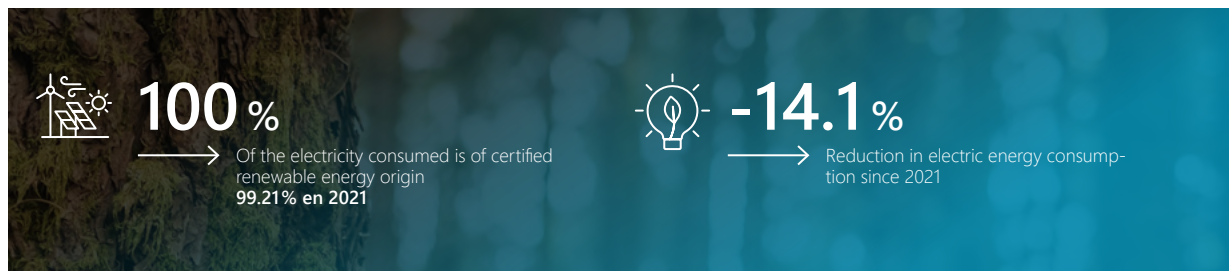 100 %
Of the electricity consumed is of certified
renewable energy origin
99.21% en 2021
-14.1 %
Reduction in electric energy consump-
tion since 2021